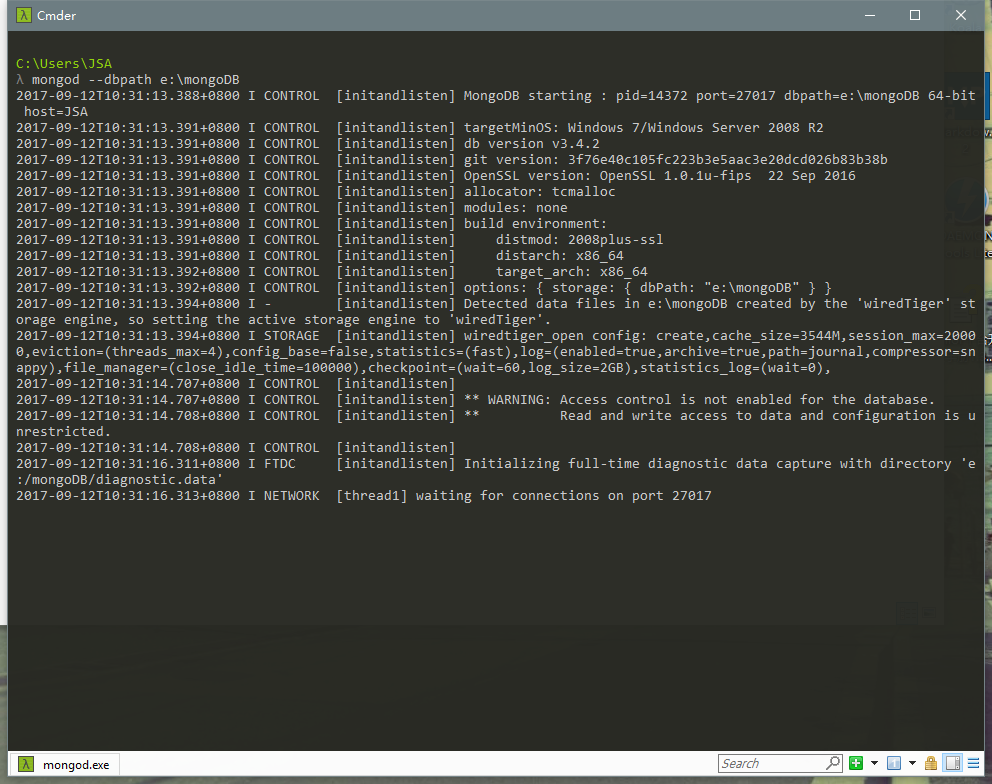 Cmder
C:\Users\JSA
λ mongod --dbpath e:\mongoDB
2017-09-12T10:31:13.388+0800 I CONTROL  [initandlisten] MongoDB starting : pid=14372 port=27017 dbpath=e:\mongoDB 64-bit
 host=JSA
2017-09-12T10:31:13.391+0800 I CONTROL  [initandlisten] targetMinOS: Windows 7/Windows Server 2008 R2
2017-09-12T10:31:13.391+0800 I CONTROL  [initandlisten] db version v3.4.2
2017-09-12T10:31:13.391+0800 I CONTROL  [initandlisten] git version: 3f76e40c105fc223b3e5aac3e20dcd026b83b38b
2017-09-12T10:31:13.391+0800 I CONTROL  [initandlisten] OpenSSL version: OpenSSL 1.0.1u-fips  22 Sep 2016
2017-09-12T10:31:13.391+0800 I CONTROL  [initandlisten] allocator: tcmalloc
2017-09-12T10:31:13.391+0800 I CONTROL  [initandlisten] modules: none
2017-09-12T10:31:13.391+0800 I CONTROL  [initandlisten] build environment:
2017-09-12T10:31:13.391+0800 I CONTROL  [initandlisten]     distmod: 2008plus-ssl
2017-09-12T10:31:13.391+0800 I CONTROL  [initandlisten]     distarch: x86_64
2017-09-12T10:31:13.392+0800 I CONTROL  [initandlisten]     target_arch: x86_64
2017-09-12T10:31:13.392+0800 I CONTROL  [initandlisten] options: { storage: { dbPath: "e:\mongoDB" } }
2017-09-12T10:31:13.394+0800 I -        [initandlisten] Detected data files in e:\mongoDB created by the 'wiredTiger' st
orage engine, so setting the active storage engine to 'wiredTiger'.
2017-09-12T10:31:13.394+0800 I STORAGE  [initandlisten] wiredtiger_open config: create,cache_size=3544M,session_max=2000
0,eviction=(threads_max=4),config_base=false,statistics=(fast),log=(enabled=true,archive=true,path=journal,compressor=sn
appy),file_manager=(close_idle_time=100000),checkpoint=(wait=60,log_size=2GB),statistics_log=(wait=0),
2017-09-12T10:31:14.707+0800 I CONTROL  [initandlisten]
2017-09-12T10:31:14.707+0800 I CONTROL  [initandlisten] ** WARNING: Access control is not enabled for the database.
2017-09-12T10:31:14.708+0800 I CONTROL  [initandlisten] **          Read and write access to data and configuration is u
nrestricted.
2017-09-12T10:31:14.708+0800 I CONTROL  [initandlisten]
2017-09-12T10:31:16.311+0800 I FTDC     [initandlisten] Initializing full-time diagnostic data capture with directory 'e
:/mongoDB/diagnostic.data'
2017-09-12T10:31:16.313+0800 I NETWORK  [thread1] waiting for connections on port 27017
mongod.exe
Search